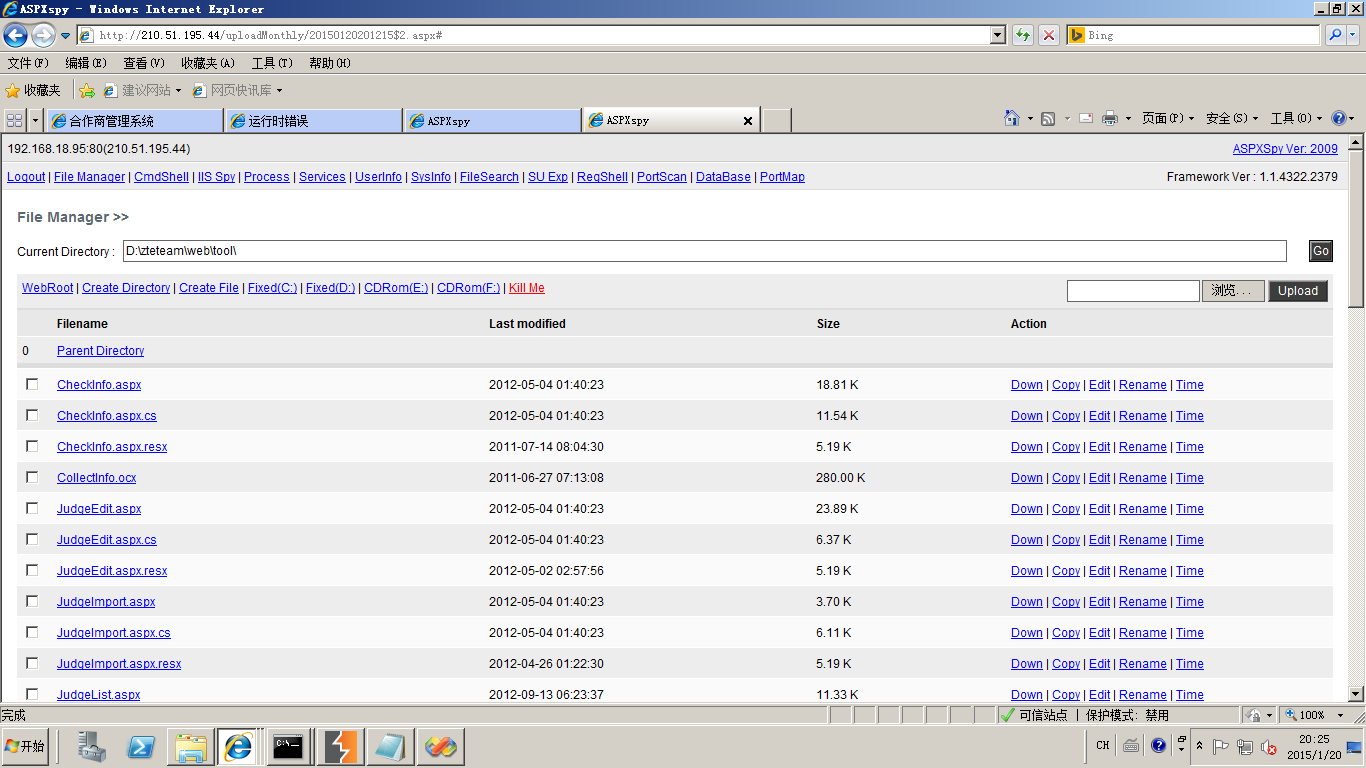 ASPXspy - Windows Internet Explorer
http://210.51.195.44/uploadMonthly/20150120201215$2.aspx#
Bing
文件(F) 编辑(E) 查看(V) 收藏夹(A) 工具(T) 帮助(H)
收藏夹 建议网站 网页快讯库
合作商管理系统 运行时错误 ASPXspy ASPXspy 页面(P) 安全(S) 工具(O)
192.168.18.95:80(210.51.195.44) ASPXSpy Ver: 2009
Logout | File Manager | CmdShell | IIS Spy | Process | Services | UserInfo | SysInfo | FileSearch | SU Exp | RegShell | PortScan | DataBase | PortMap Framework Ver : 1.1.4322.2379
File Manager >>
Current Directory : D:\zteteam\web\tool\ Go
WebRoot | Create Directory | Create File | Fixed(C:) | Fixed(D:) | CDRom(E:) | CDRom(F:) | Kill Me 浏览... Upload
Filename Last modified Size Action
0 Parent Directory
CheckInfo.aspx 2012-05-04 01:40:23 18.81 K Down | Copy | Edit | Rename | Time
CheckInfo.aspx.cs 2012-05-04 01:40:23 11.54 K Down | Copy | Edit | Rename | Time
CheckInfo.aspx.resx 2011-07-14 08:04:30 5.19 K Down | Copy | Edit | Rename | Time
CollectInfo.ocx 2011-06-27 07:13:08 280.00 K Down | Copy | Edit | Rename | Time
JudgeEdit.aspx 2012-05-04 01:40:23 23.89 K Down | Copy | Edit | Rename | Time
JudgeEdit.aspx.cs 2012-05-04 01:40:23 6.37 K Down | Copy | Edit | Rename | Time
JudgeEdit.aspx.resx 2012-05-02 02:57:56 5.19 K Down | Copy | Edit | Rename | Time
JudgeImport.aspx 2012-05-04 01:40:23 3.70 K Down | Copy | Edit | Rename | Time
JudgeImport.aspx.cs 2012-05-04 01:40:23 6.11 K Down | Copy | Edit | Rename | Time
JudgeImport.aspx.resx 2012-04-26 01:22:30 5.19 K Down | Copy | Edit | Rename | Time
JudgeList.aspx 2012-09-13 06:23:37 11.33 K Down | Copy | Edit | Rename | Time
完成 可信站点 | 保护模式: 禁用 100%
开始 C:\ CH 20:25
2015/1/20